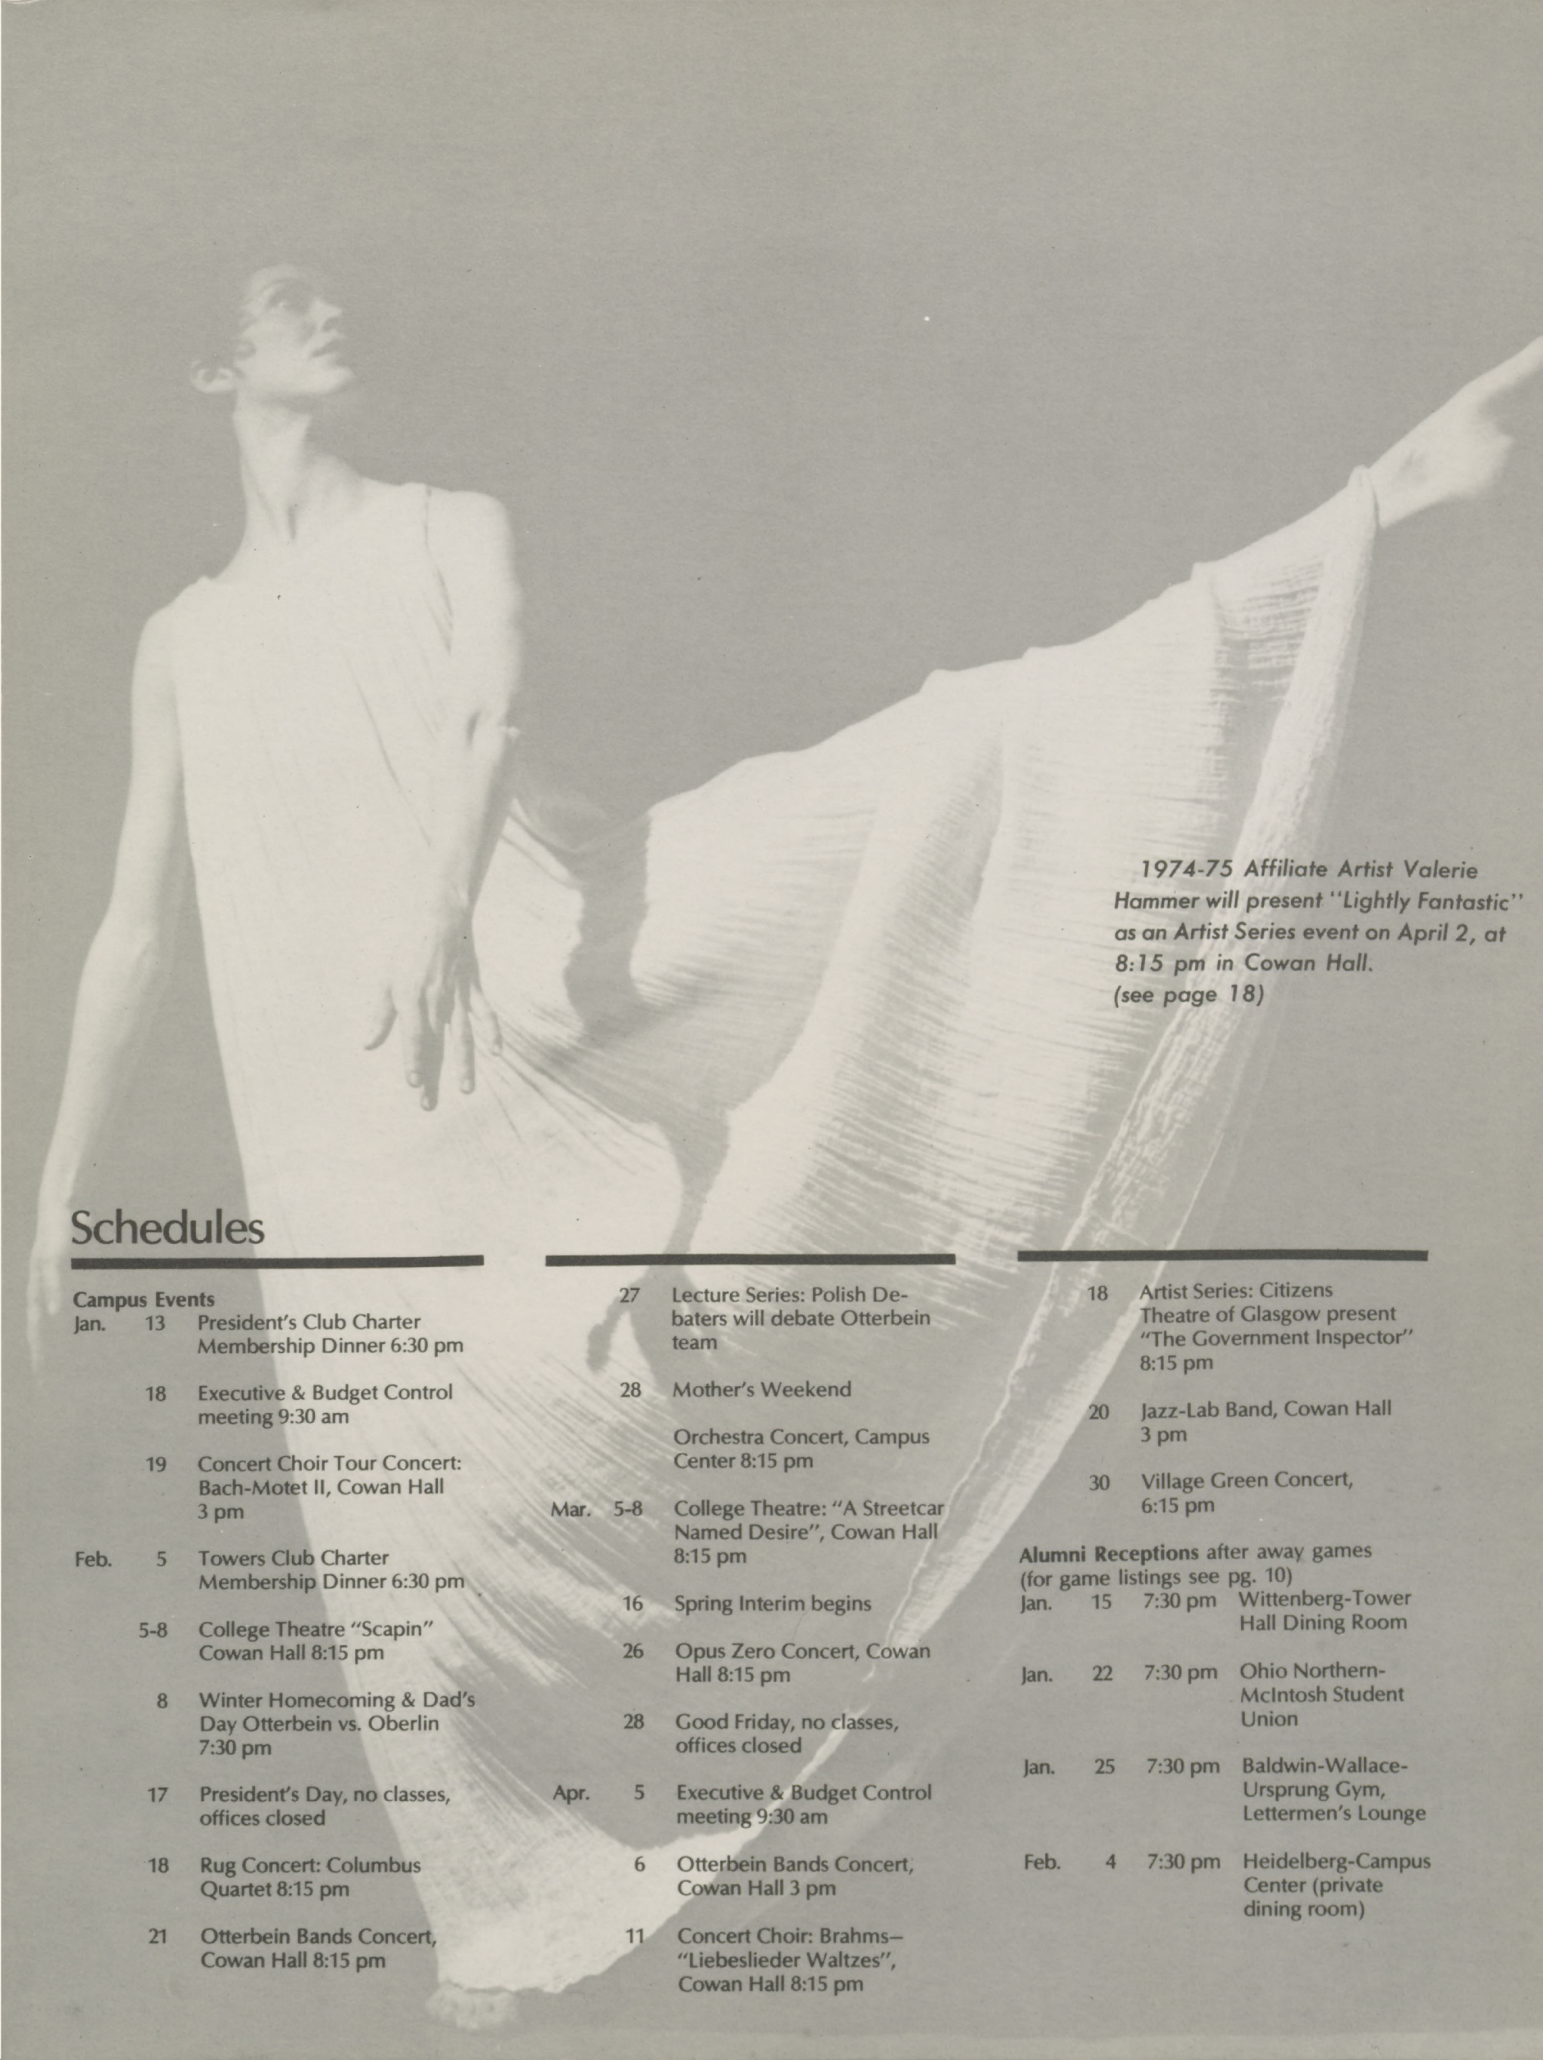 1974-75 Affiliate Artist Valerie
Hammer will present "Lightly Fantastic"
as an Artist Series event on April 2, at
8:15 pm in Cowan Hall.
(see page 18)
Schedules
Campus Events
Jan. 13 President's Club Charter
Membership Dinner 6:30 pm
18 Executive & Budget Control
meeting 9:30 am
19 Concert Choir Tour Concert:
Bach-Motet II, Cowan Hall
3 pm
Feb. 5 Towers Club Charter
Membership Dinner 6:30 pm
5-8 College Theatre "Scapin"
Cowan Hall 8:15 pm
8 Winter Homecoming & Dad's
Day Otterbein vs. Oberlin
7:30 pm
17 President's Day, no classes,
offices closed
18 Rug Concert: Columbus
Quartet 8:15 pm
21 Otterbein Bands Concert,
Cowan Hall 8:15 pm
27 Lecture Series: Polish De-
baters will debate Otterbein
team
28 Mother's Weekend
Orchestra Concert, Campus
Center 8:15 pm
Mar. 5-8 College Theatre: "A Streetcar
Named Desire", Cowan Hall
8:15 pm
16 Spring Interim begins
26 Opus Zero Concert, Cowan
Hall 8:15 pm
28 Good Friday, no classes,
offices closed
Apr. 5 Executive & Budget Control
meeting 9:30 am
6 Otterbein Bands Concert,
Cowan Hall 3 pm
11 Concert Choir: Brahms—
"Liebeslieder Waltzes",
Cowan Hall 8:15 pm
18 Artist Series: Citizens
Theatre of Glasgow present
"The Government Inspector"
8:15 pm
20 Jazz-Lab Band, Cowan Hall
3 pm
30 Village Green Concert,
6:15 pm
Alumni Receptions after away games
(for game listings see pg. 10)
Jan. 15 7:30 pm Wittenberg-Tower
Hall Dining Room
Jan. 22 7:30 pm Ohio Northern-
McIntosh Student
Union
Jan. 25 7:30 pm Baldwin-Wallace-
Ursprung Gym,
Lettermen's Lounge
Feb. 4 7:30 pm Heidelberg-Campus
Center (private
dining room)